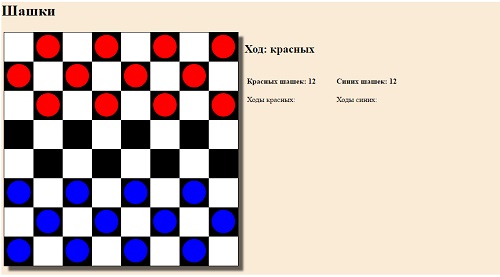 Шашки
Ход: красных
Красных шашек: 12 Синих шашек: 12
Ходы красных: Ходы синих: